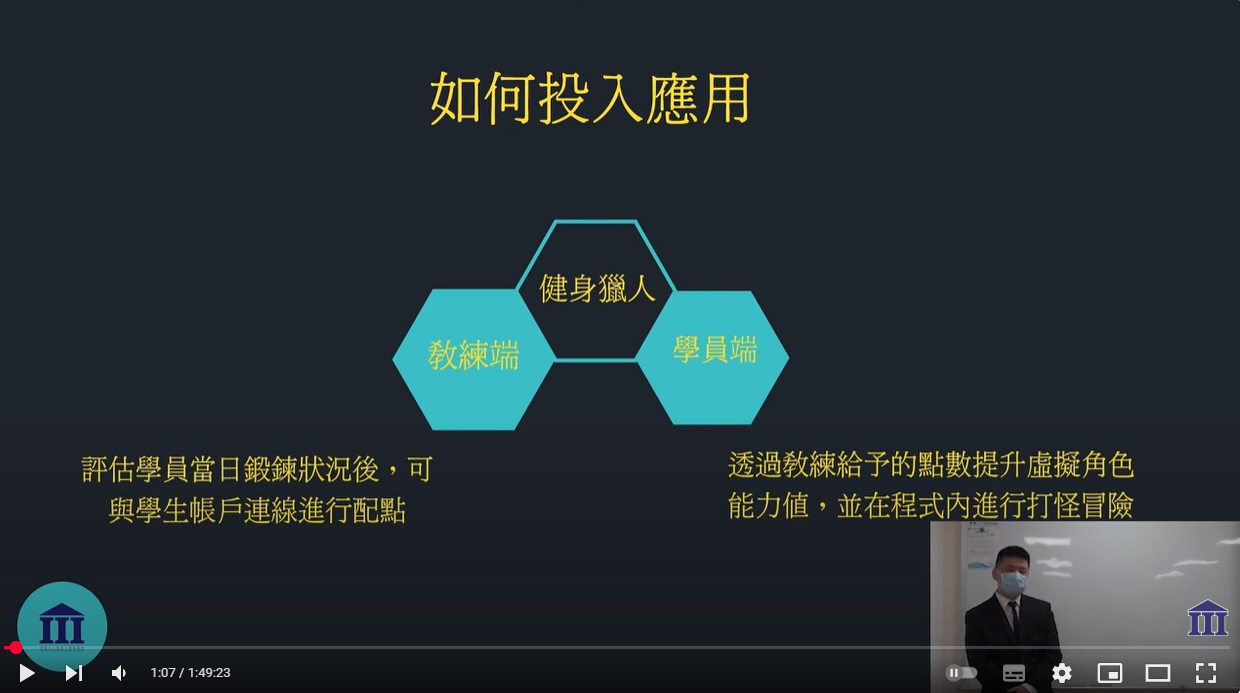 如何投入應用
健身獵人
教練端
學員端
評估學員當日鍛鍊狀況後，可
與學生帳戶連線進行配點
透過教練給予的點數提升虛擬角色
能力值，並在程式內進行打怪冒險
1:07 / 1:49:23